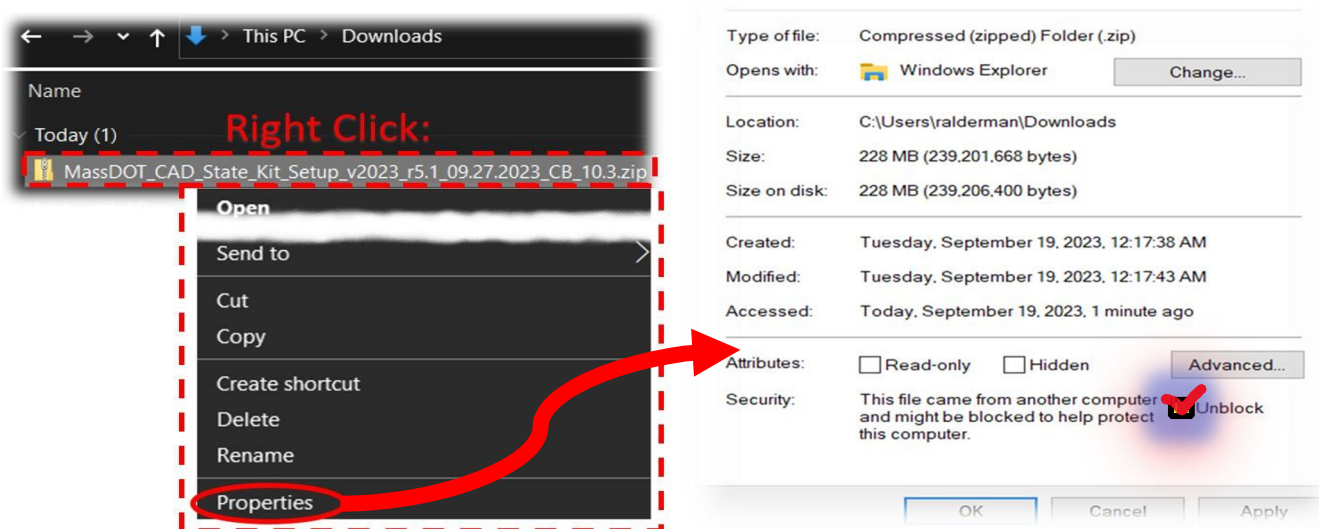 This PC > Downloads
Name
Today (1)
Right Click:
MassDOT_CAD_State_Kit_Setup_v2023_r5.1_09.27.2023_CB_10.3.zip
Open
Send to
Cut
Copy
Create shortcut
Delete
Rename
Properties
Type of file: Compressed (zipped) Folder (.zip)
Opens with: Windows Explorer Change...
Location: C:\Users\ralderman\Downloads
Size: 228 MB (239,201,668 bytes)
Size on disk: 228 MB (239,206,400 bytes)
Created: Tuesday, September 19, 2023, 12:17:38 AM
Modified: Tuesday, September 19, 2023, 12:17:43 AM
Accessed: Today, September 19, 2023, 1 minute ago
Attributes: Read-only Hidden Advanced...
Security: This file came from another computer
and might be blocked to help protect Unblock
this computer.
OK Cancel Apply